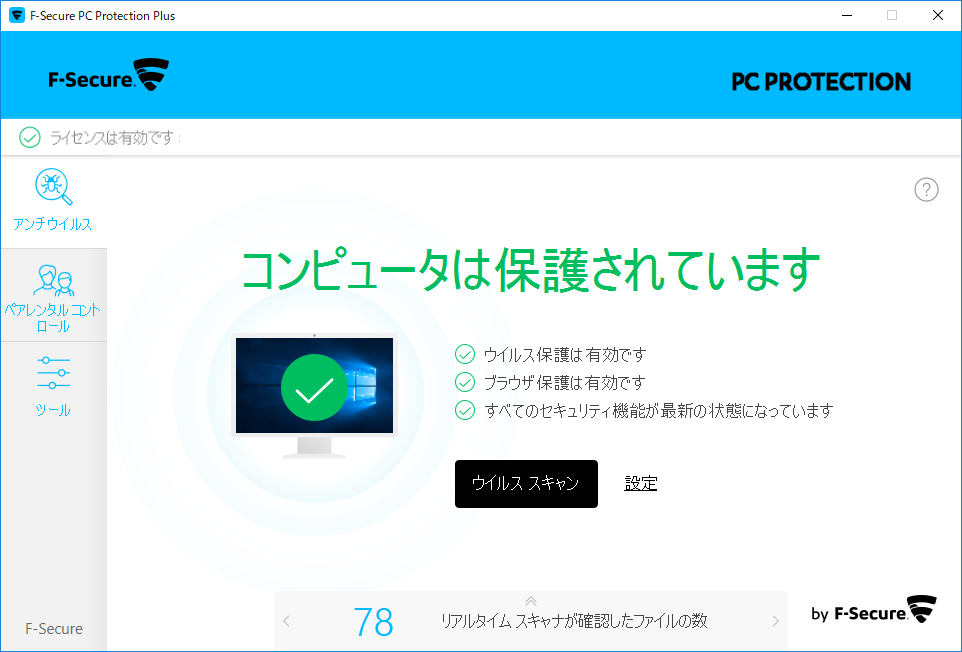 F-Secure PC Protection Plus
F-Secure.
PC PROTECTION
ライセンスは有効です :
アンチウイルス
ペアレンタル コント
ロール
ツール
コンピュータは保護されています
ウイルス保護は有効です
ブラウザ保護は有効です
すべてのセキュリティ機能が最新の状態になっています
ウイルス スキャン
設定
?
F-Secure
78
リアルタイム スキャナが確認したファイルの数
by F-Secure.